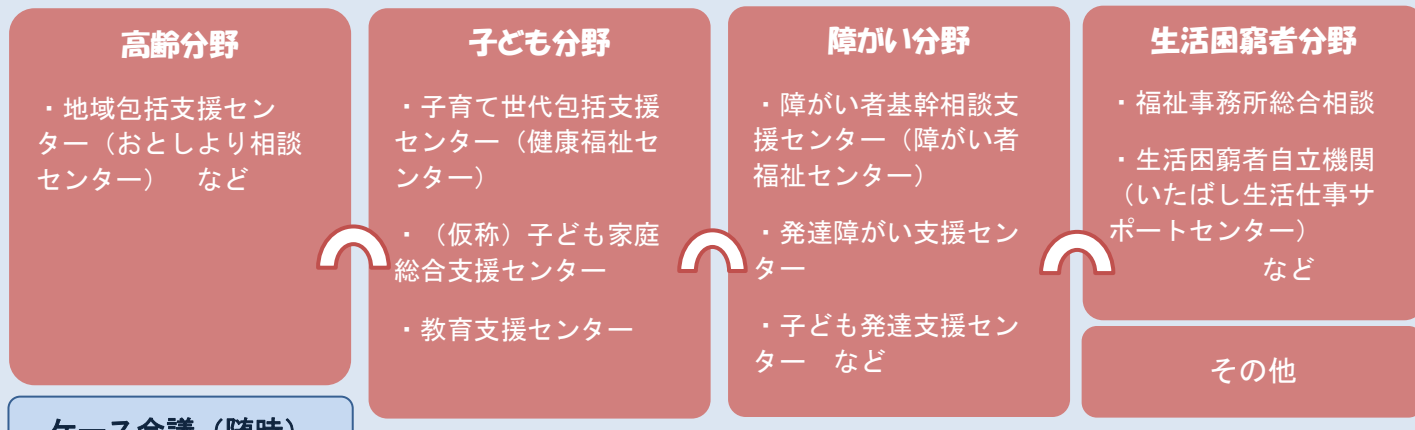 高齢分野
・地域包括支援セン
ター（おとしより相談
センター）　など
子ども分野
・子育て世代包括支援
センター（健康福祉セ
ンター）
・（仮称）子ども家庭
総合支援センター
・教育支援センター
障がい分野
・障がい者基幹相談支
援センター（障がい者
福祉センター）
・発達障がい支援セン
ター
・子ども発達支援セン
ター　など
生活困窮者分野
・福祉事務所総合相談
・生活困窮者自立機関
（いたばし生活仕事サ
ポートセンター）
など
その他
ケース会議（随時）